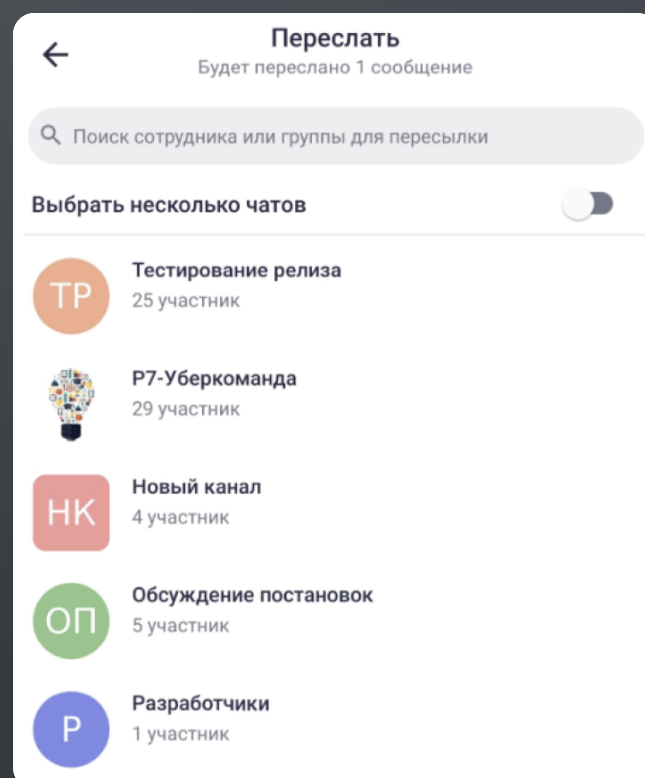 Переслать
Будет переслано 1 сообщение
Поиск сотрудника или группы для пересылки
Выбрать несколько чатов
ТР
Тестирование релиза
25 участник
Р7-Уберкоманда
29 участник
НК
Новый канал
4 участник
ОП
Обсуждение постановок
5 участник
Р
Разработчики
1 участник